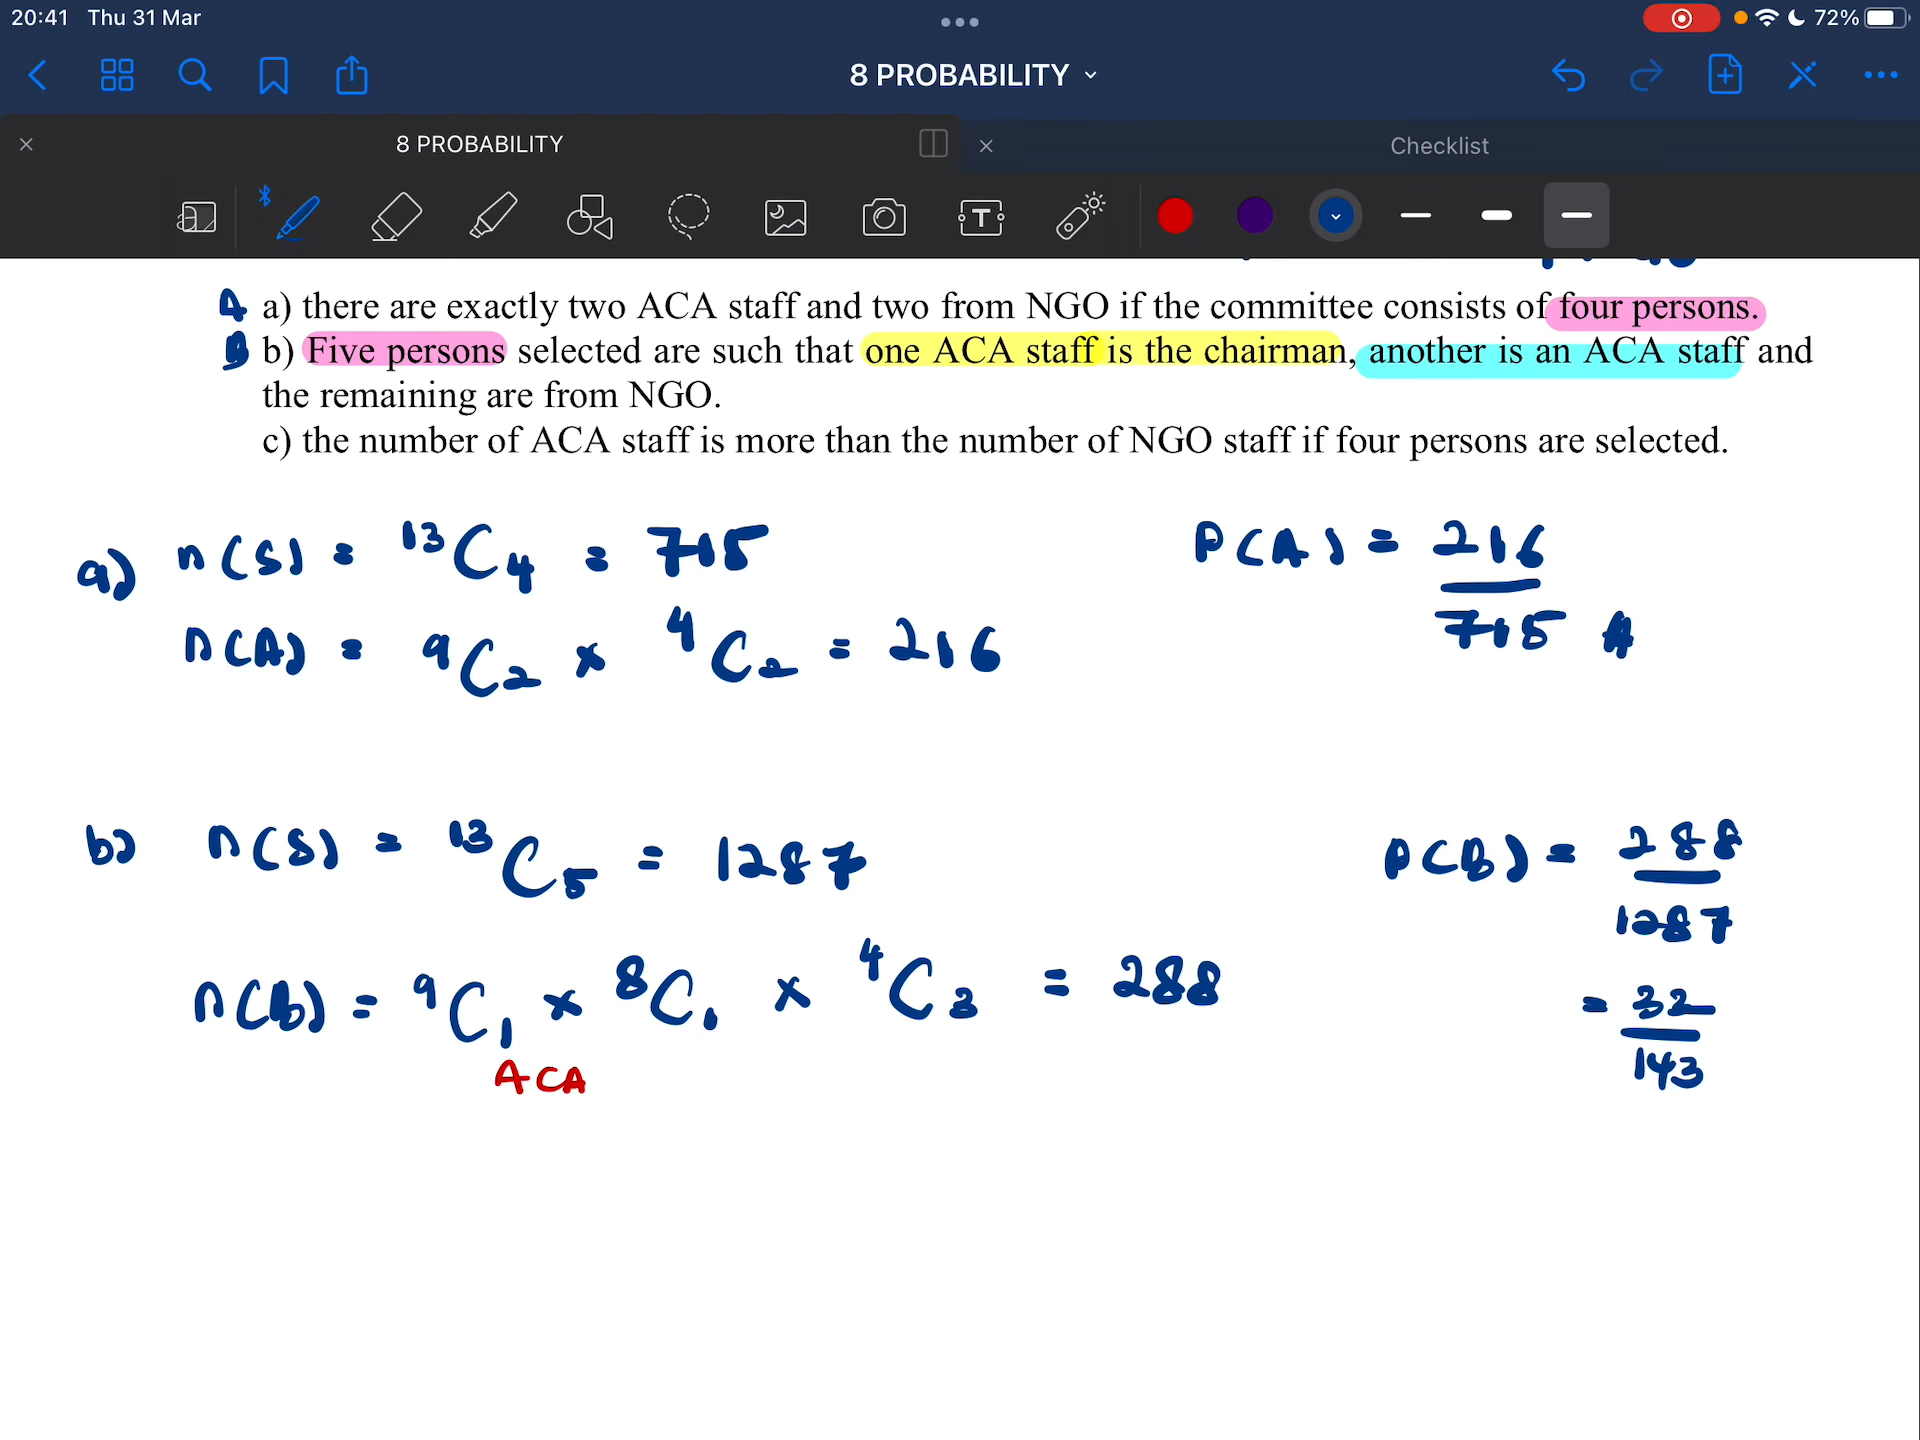 20:41 Thu 31 Mar
72%
8 PROBABILITY
8 PROBABILITY
Checklist
A a) there are exactly two ACA staff and two from NGO if the committee consists of four persons.
B b) Five persons selected are such that one ACA staff is the chairman, another is an ACA staff and
the remaining are from NGO.
c) the number of ACA staff is more than the number of NGO staff if four persons are selected.
a) n(S) = ¹³C₄ = 715
n(A) = ⁹C₂ × ⁴C₂ = 216
P(A) = 216/715
b) n(S) = ¹³C₅ = 1287
n(B) = ⁹C₁ × ⁸C₁ × ⁴C₃ = 288
ACA
P(B) = 288/1287
= 32/143